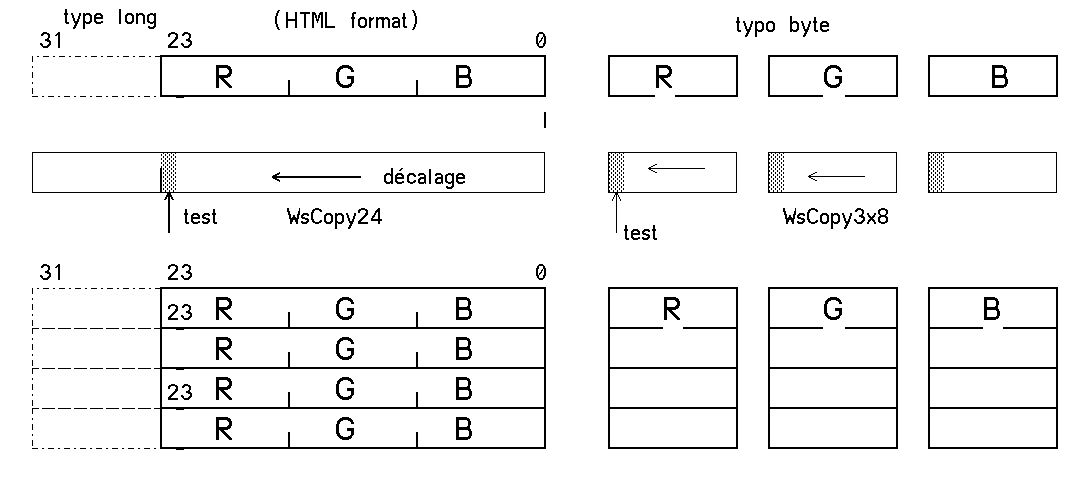 type long (HTML format) typo byte
31 23 0
R G B R G B
décalage
test WsCopy24 WsCopy3x8
test
31 23 0
23 R G B R G B
R G B
23 R G B
R G B